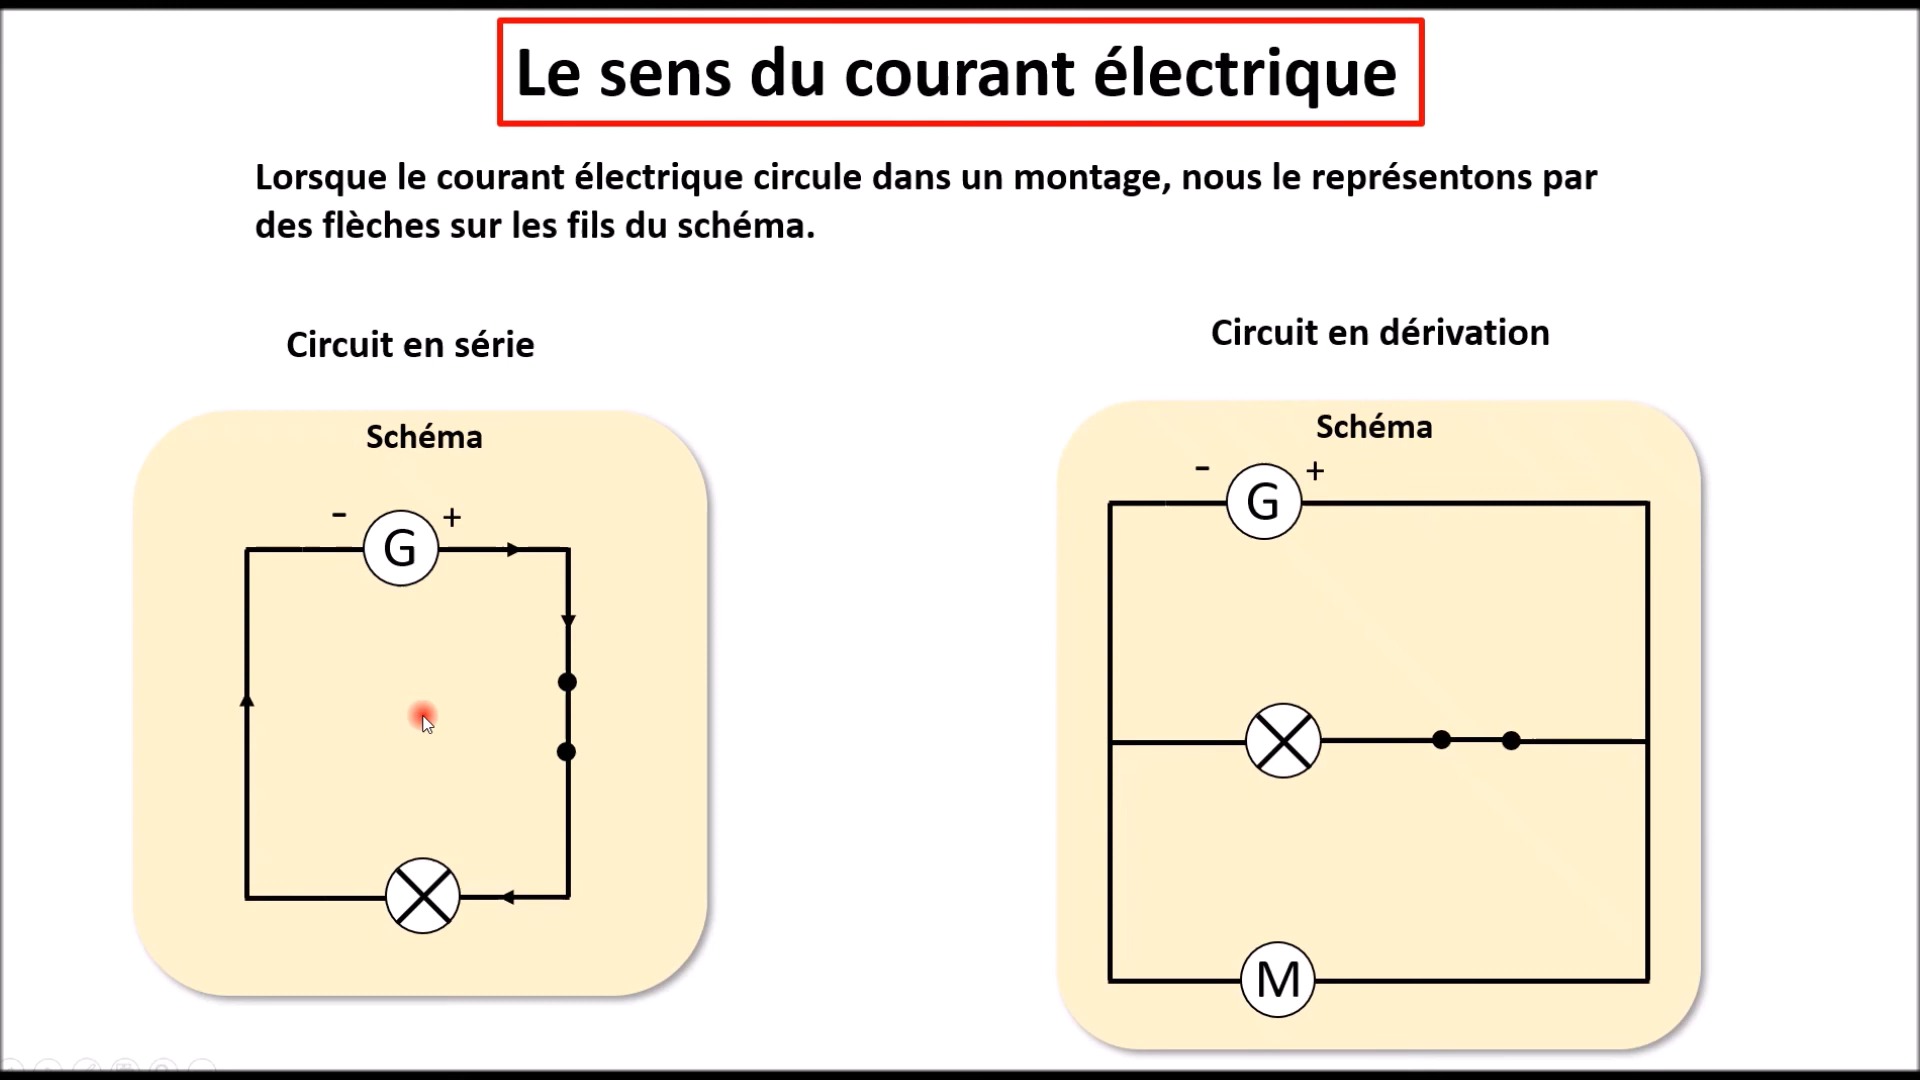 Le sens du courant électrique
Lorsque le courant électrique circule dans un montage, nous le représentons par
des flèches sur les fils du schéma.
Circuit en série
Schéma
- +
G
Circuit en dérivation
Schéma
- +
G
M